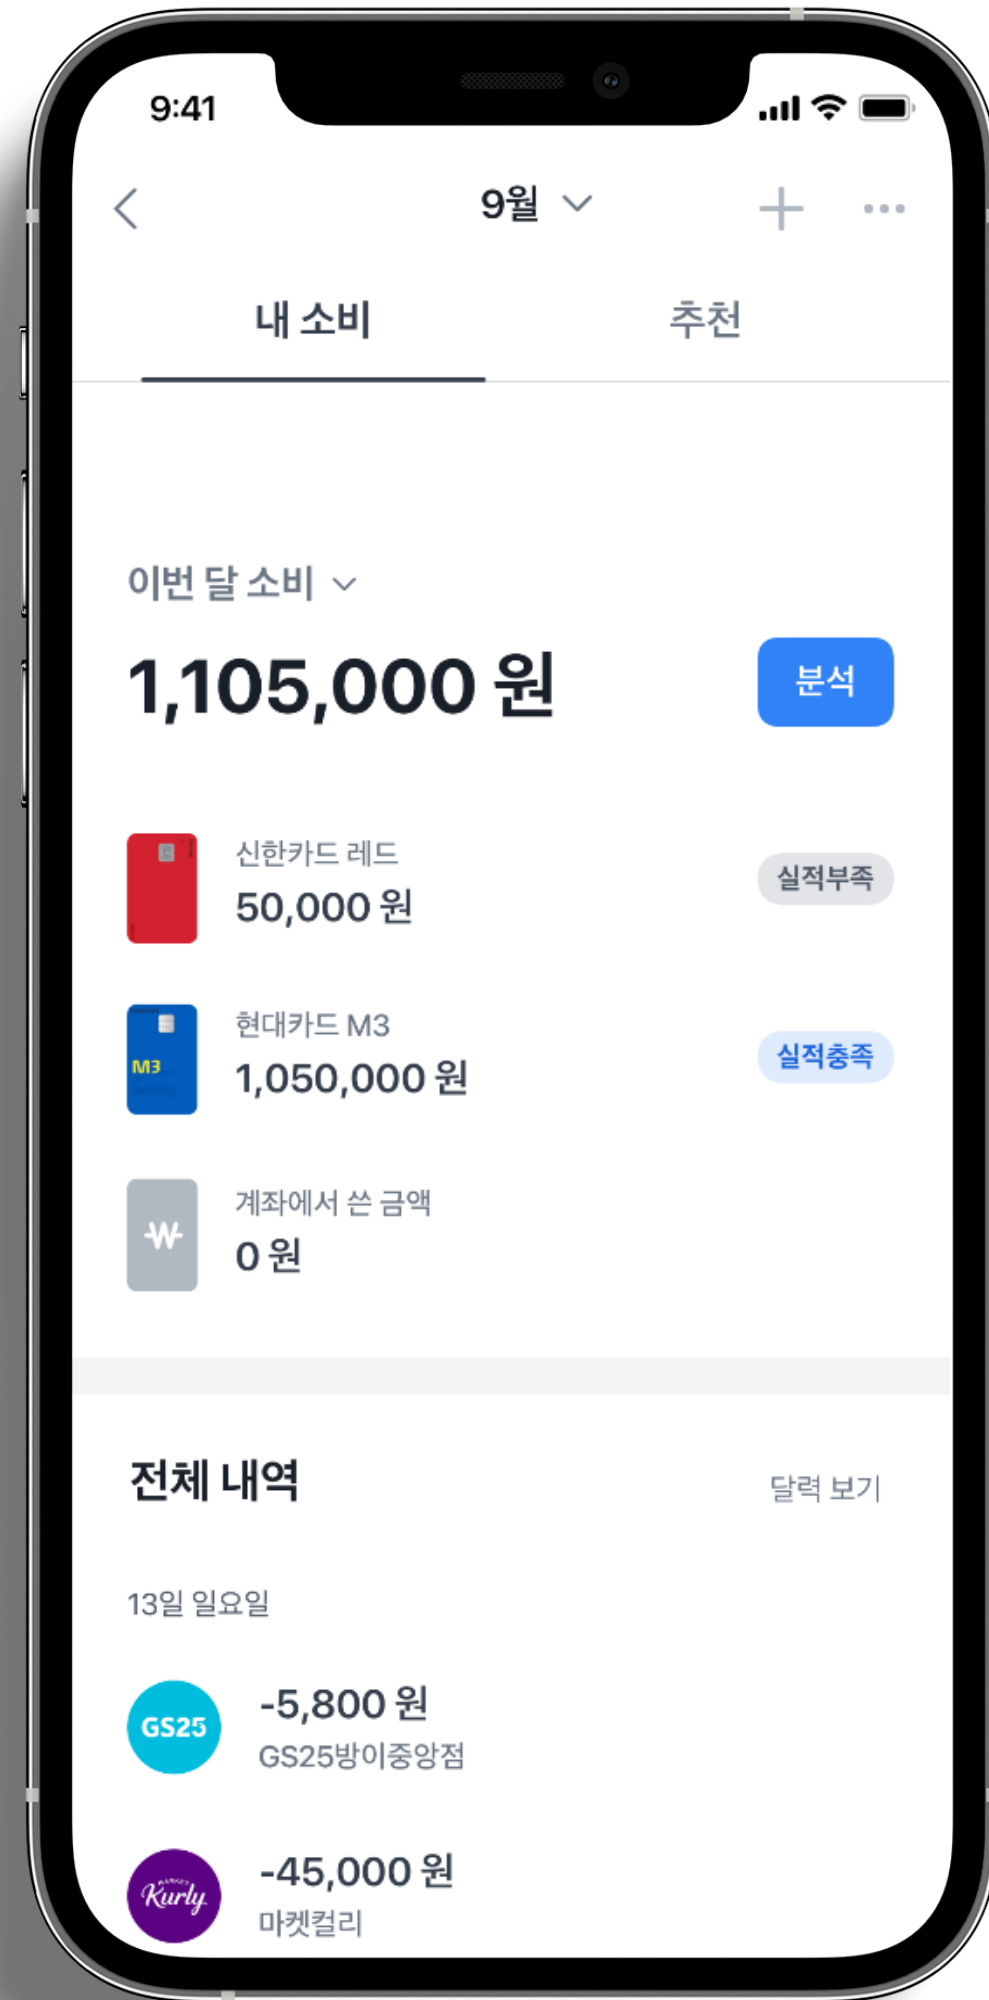 9:41
9월
내 소비
추천
이번 달 소비
1,105,000 원
분석
신한카드 레드
50,000 원
실적부족
M3
현대카드 M3
1,050,000 원
실적충족
W
계좌에서 쓴 금액
0 원
전체 내역
달력 보기
13일 일요일
GS25
-5,800 원
GS25방이중앙점
MARKET
Kurly
-45,000 원
마켓컬리